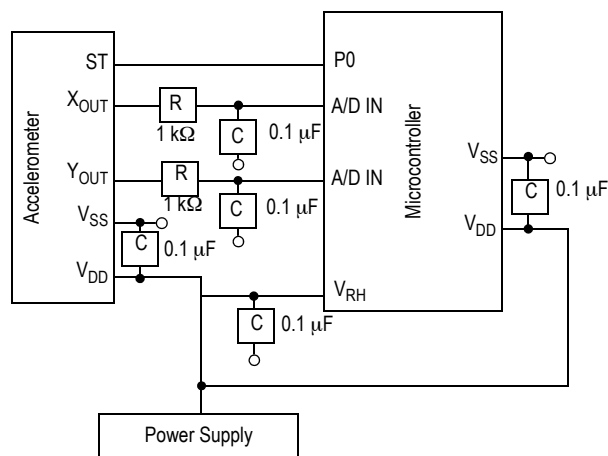 Accelerometer
ST
XOUT
YOUT
VSS
VDD
R
1 kΩ
C
0.1 μF
R
1 kΩ
C
0.1 μF
C
0.1 μF
P0
A/D IN
A/D IN
VRH
Microcontroller
VSS
VDD
C
0.1 μF
C
0.1 μF
Power Supply